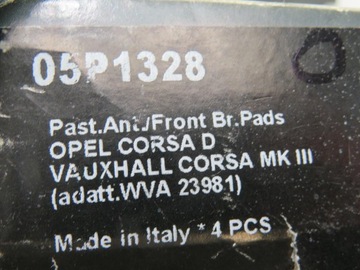 05P1328
Past.Ant./Front Br.Pads
OPEL CORSA D
VAUXHALL CORSA MK III
(adatt.WVA 23981)
Made in Italy * 4 PCS